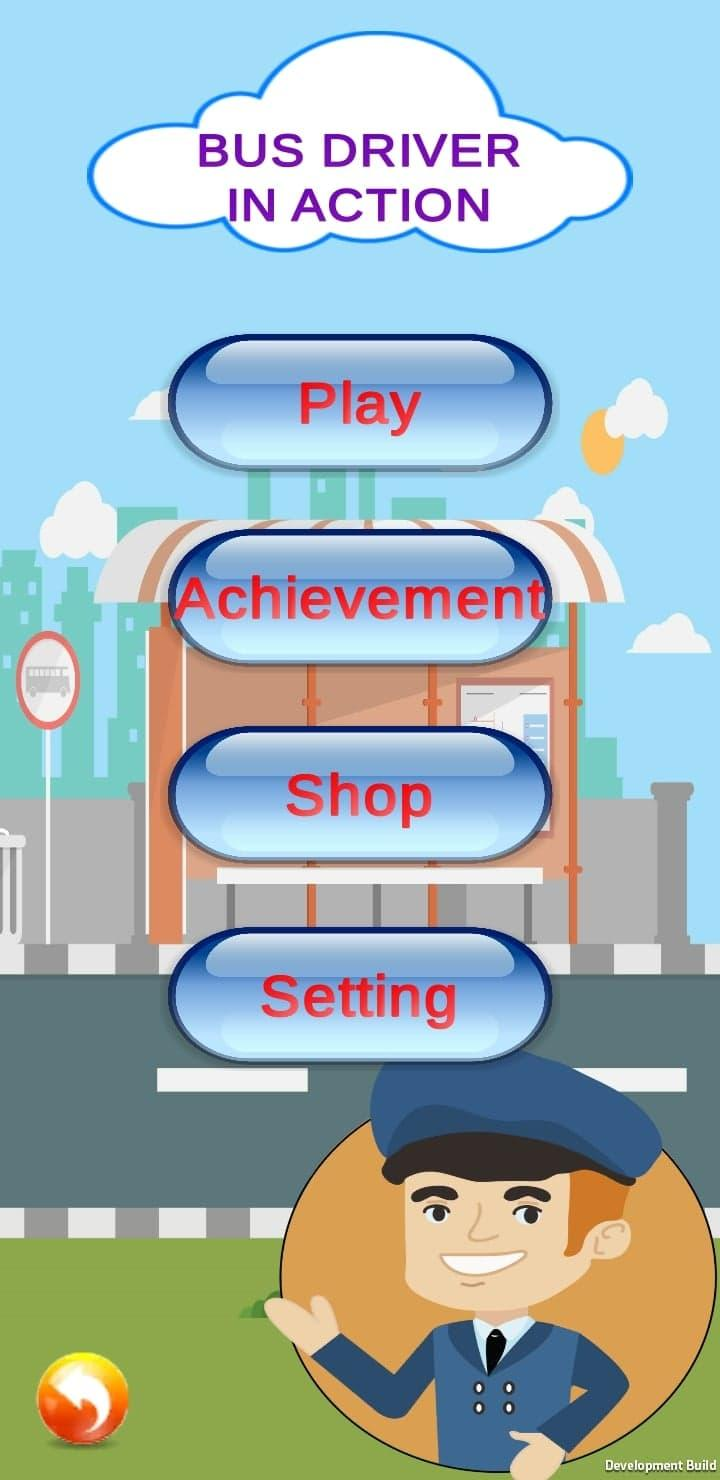 BUS DRIVER
IN ACTION
Play
Achievement
Shop
Setting
Development Build